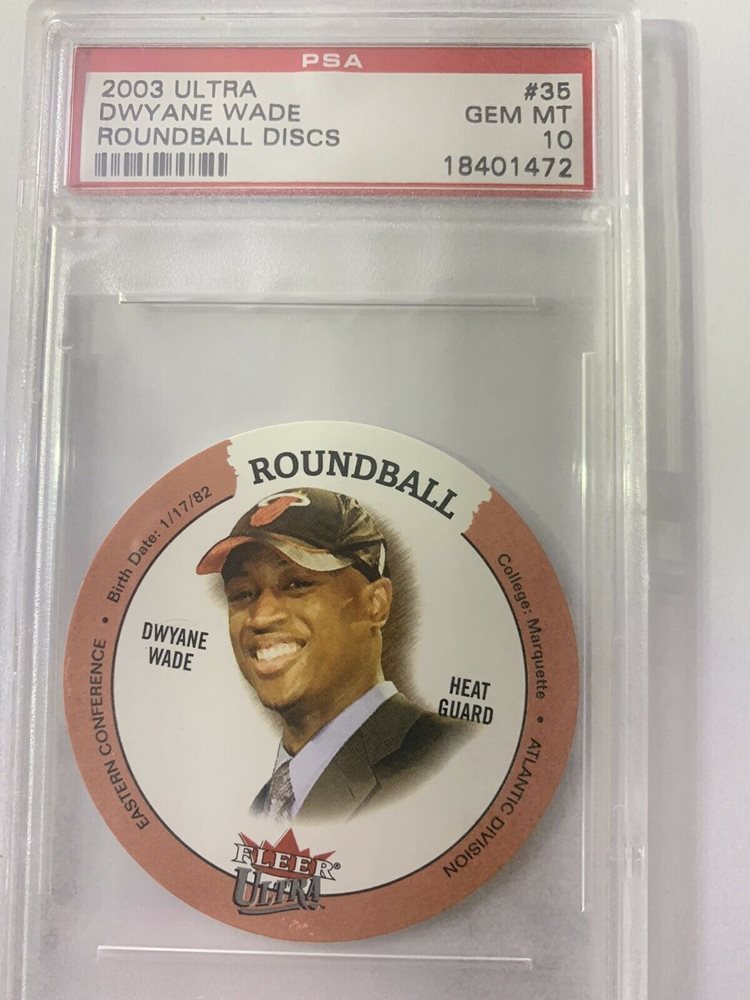 PSA
2003 ULTRA #35
DWYANE WADE GEM MT
ROUNDBALL DISCS 10
18401472
ROUNDBALL
Birth Date: 1/17/82
EASTERN CONFERENCE •
College: Marquette •
ATLANTIC DIVISION
DWYANE
WADE
HEAT
GUARD
FLEER®
ULTRA™